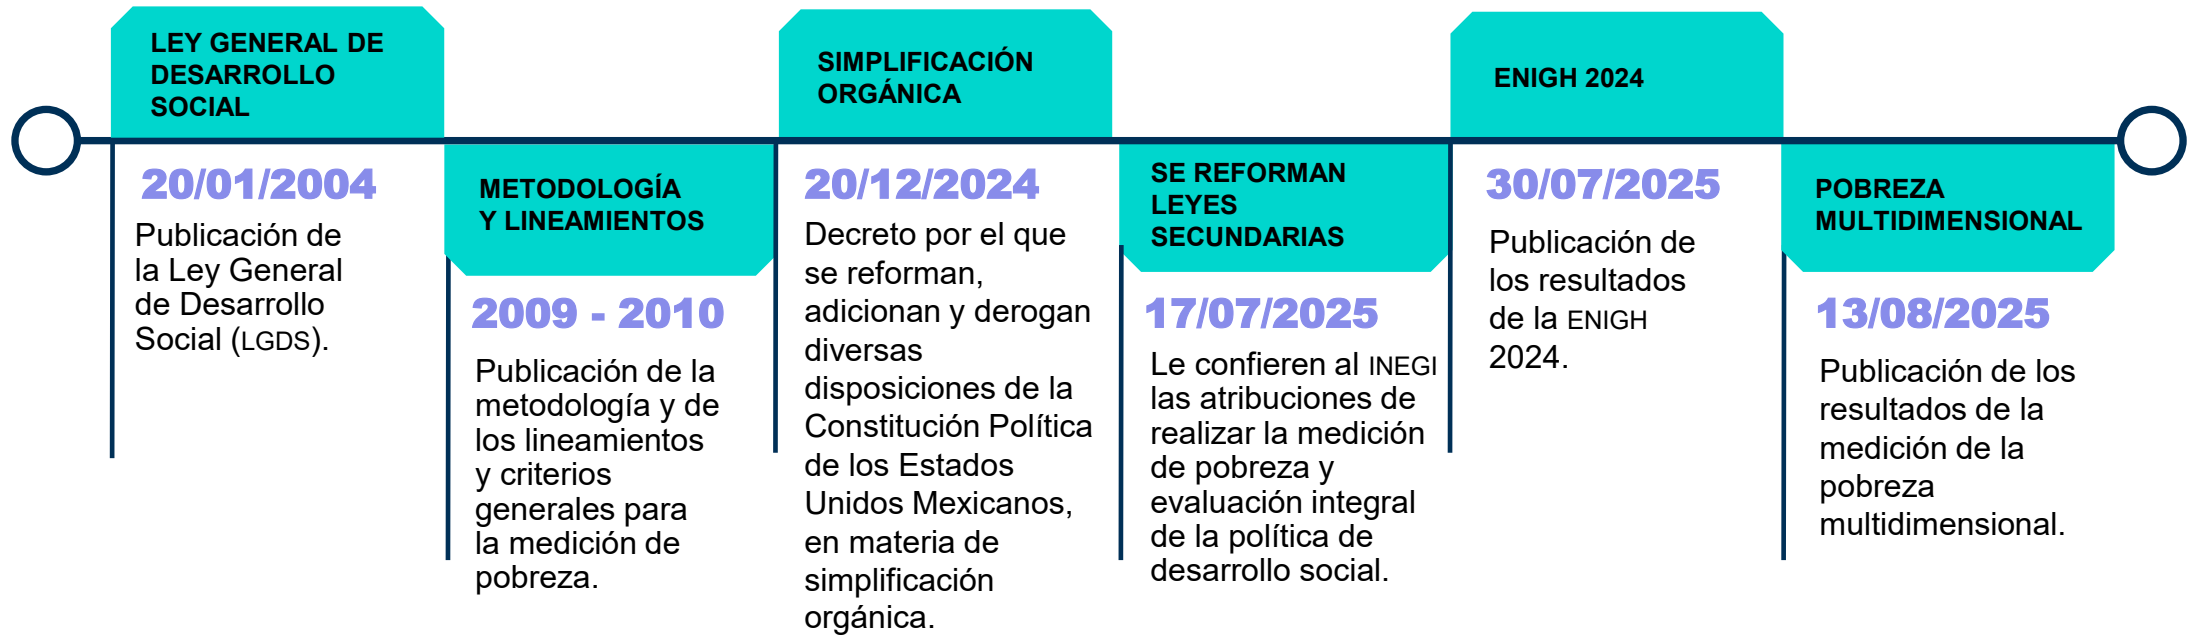 LEY GENERAL DE
DESARROLLO
SOCIAL
20/01/2004
Publicación de
la Ley General
de Desarrollo
Social (LGDS).
METODOLOGÍA
Y LINEAMIENTOS
2009 - 2010
Publicación de la
metodología y de
los lineamientos
y criterios
generales para
la medición de
pobreza.
SIMPLIFICACIÓN
ORGÁNICA
20/12/2024
Decreto por el que
se reforman,
adicionan y derogan
diversas
disposiciones de la
Constitución Política
de los Estados
Unidos Mexicanos,
en materia de
simplificación
orgánica.
SE REFORMAN
LEYES
SECUNDARIAS
17/07/2025
Le confieren al INEGI
las atribuciones de
realizar la medición
de pobreza y
evaluación integral
de la política de
desarrollo social.
ENIGH 2024
30/07/2025
Publicación de
los resultados
de la ENIGH
2024.
POBREZA
MULTIDIMENSIONAL
13/08/2025
Publicación de los
resultados de la
medición de la
pobreza
multidimensional.